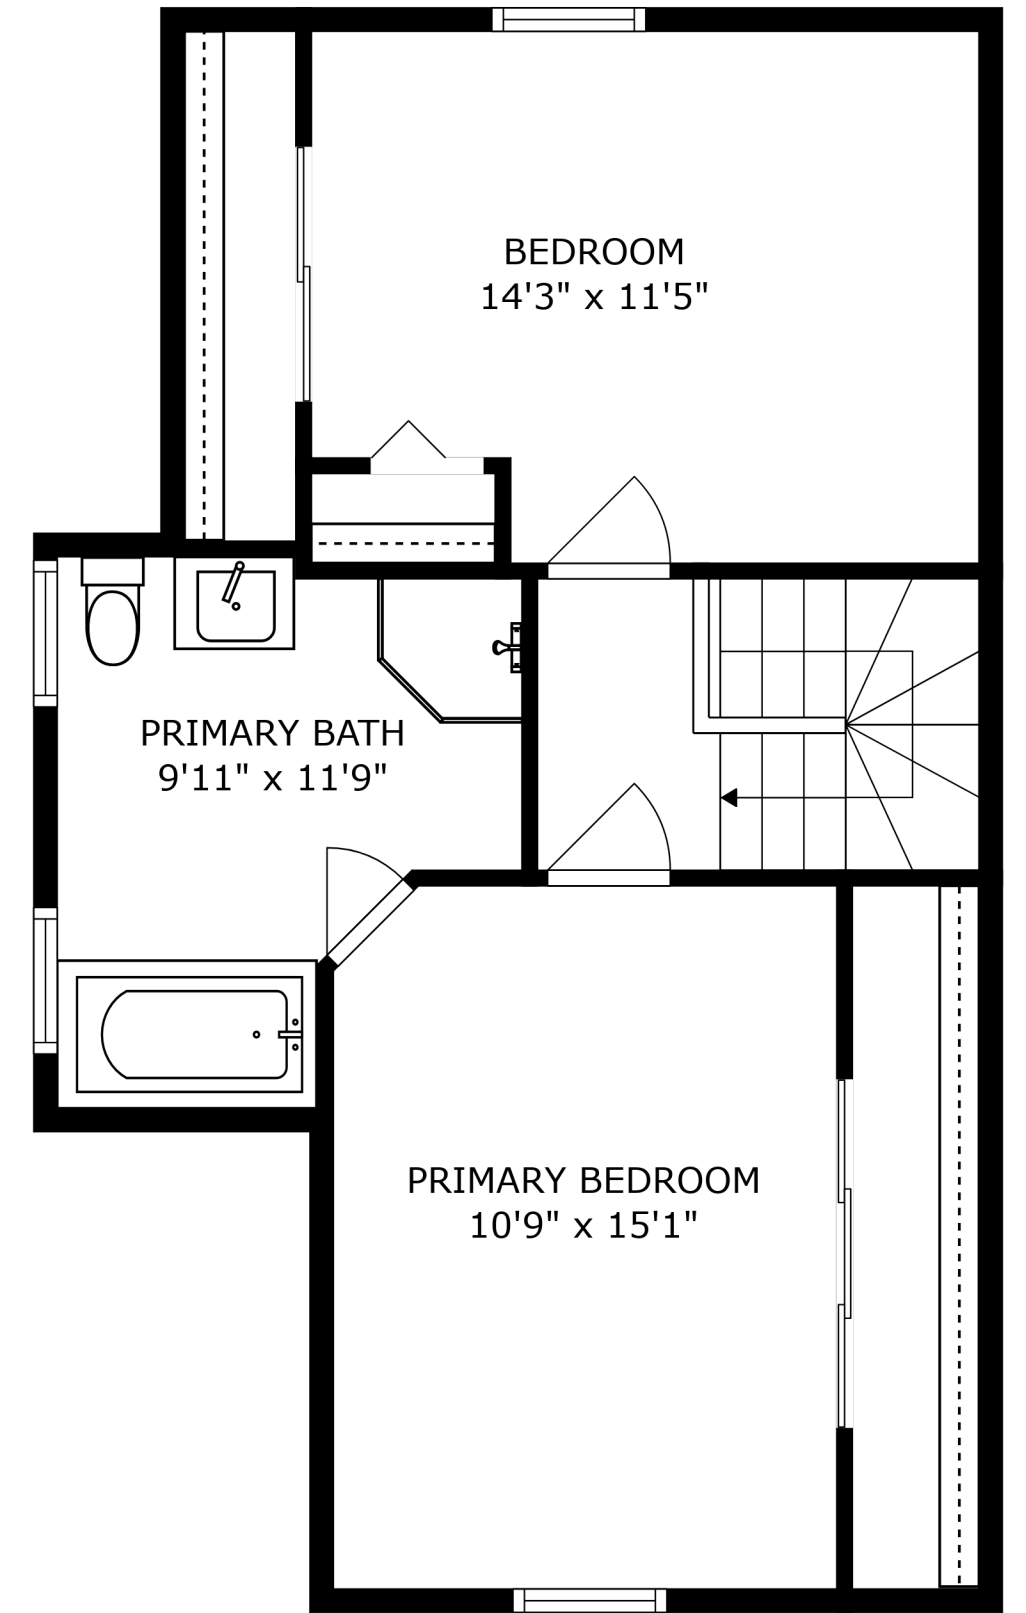 BEDROOM
14'3" x 11'5"
PRIMARY BATH
9'11" x 11'9"
PRIMARY BEDROOM
10'9" x 15'1"